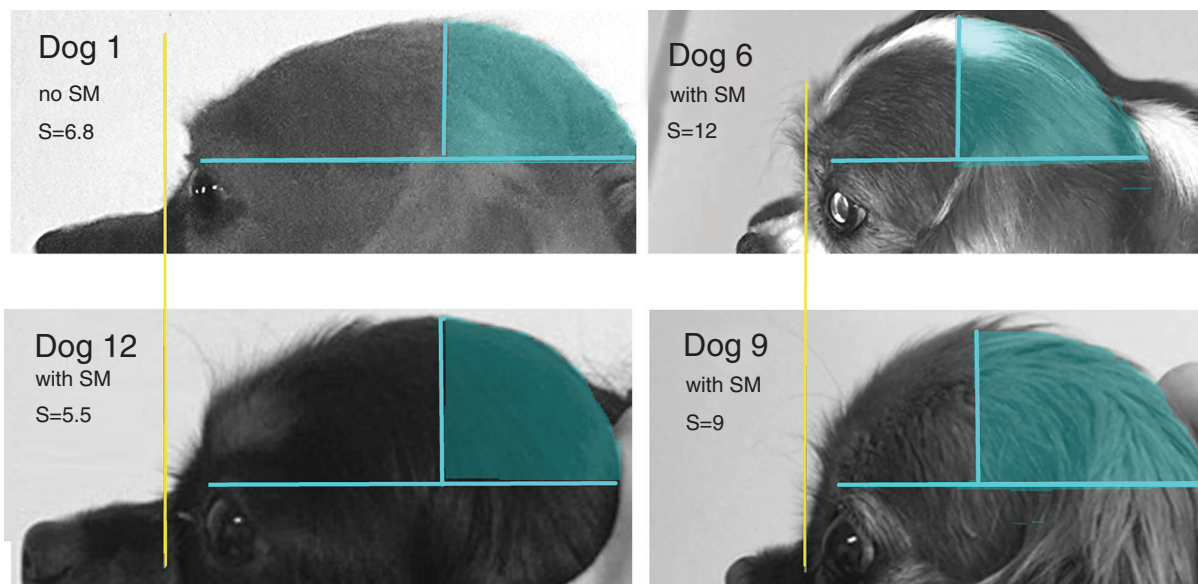 Dog 1
no SM
S=6.8
Dog 6
with SM
S=12
Dog 12
with SM
S=5.5
Dog 9
with SM
S=9